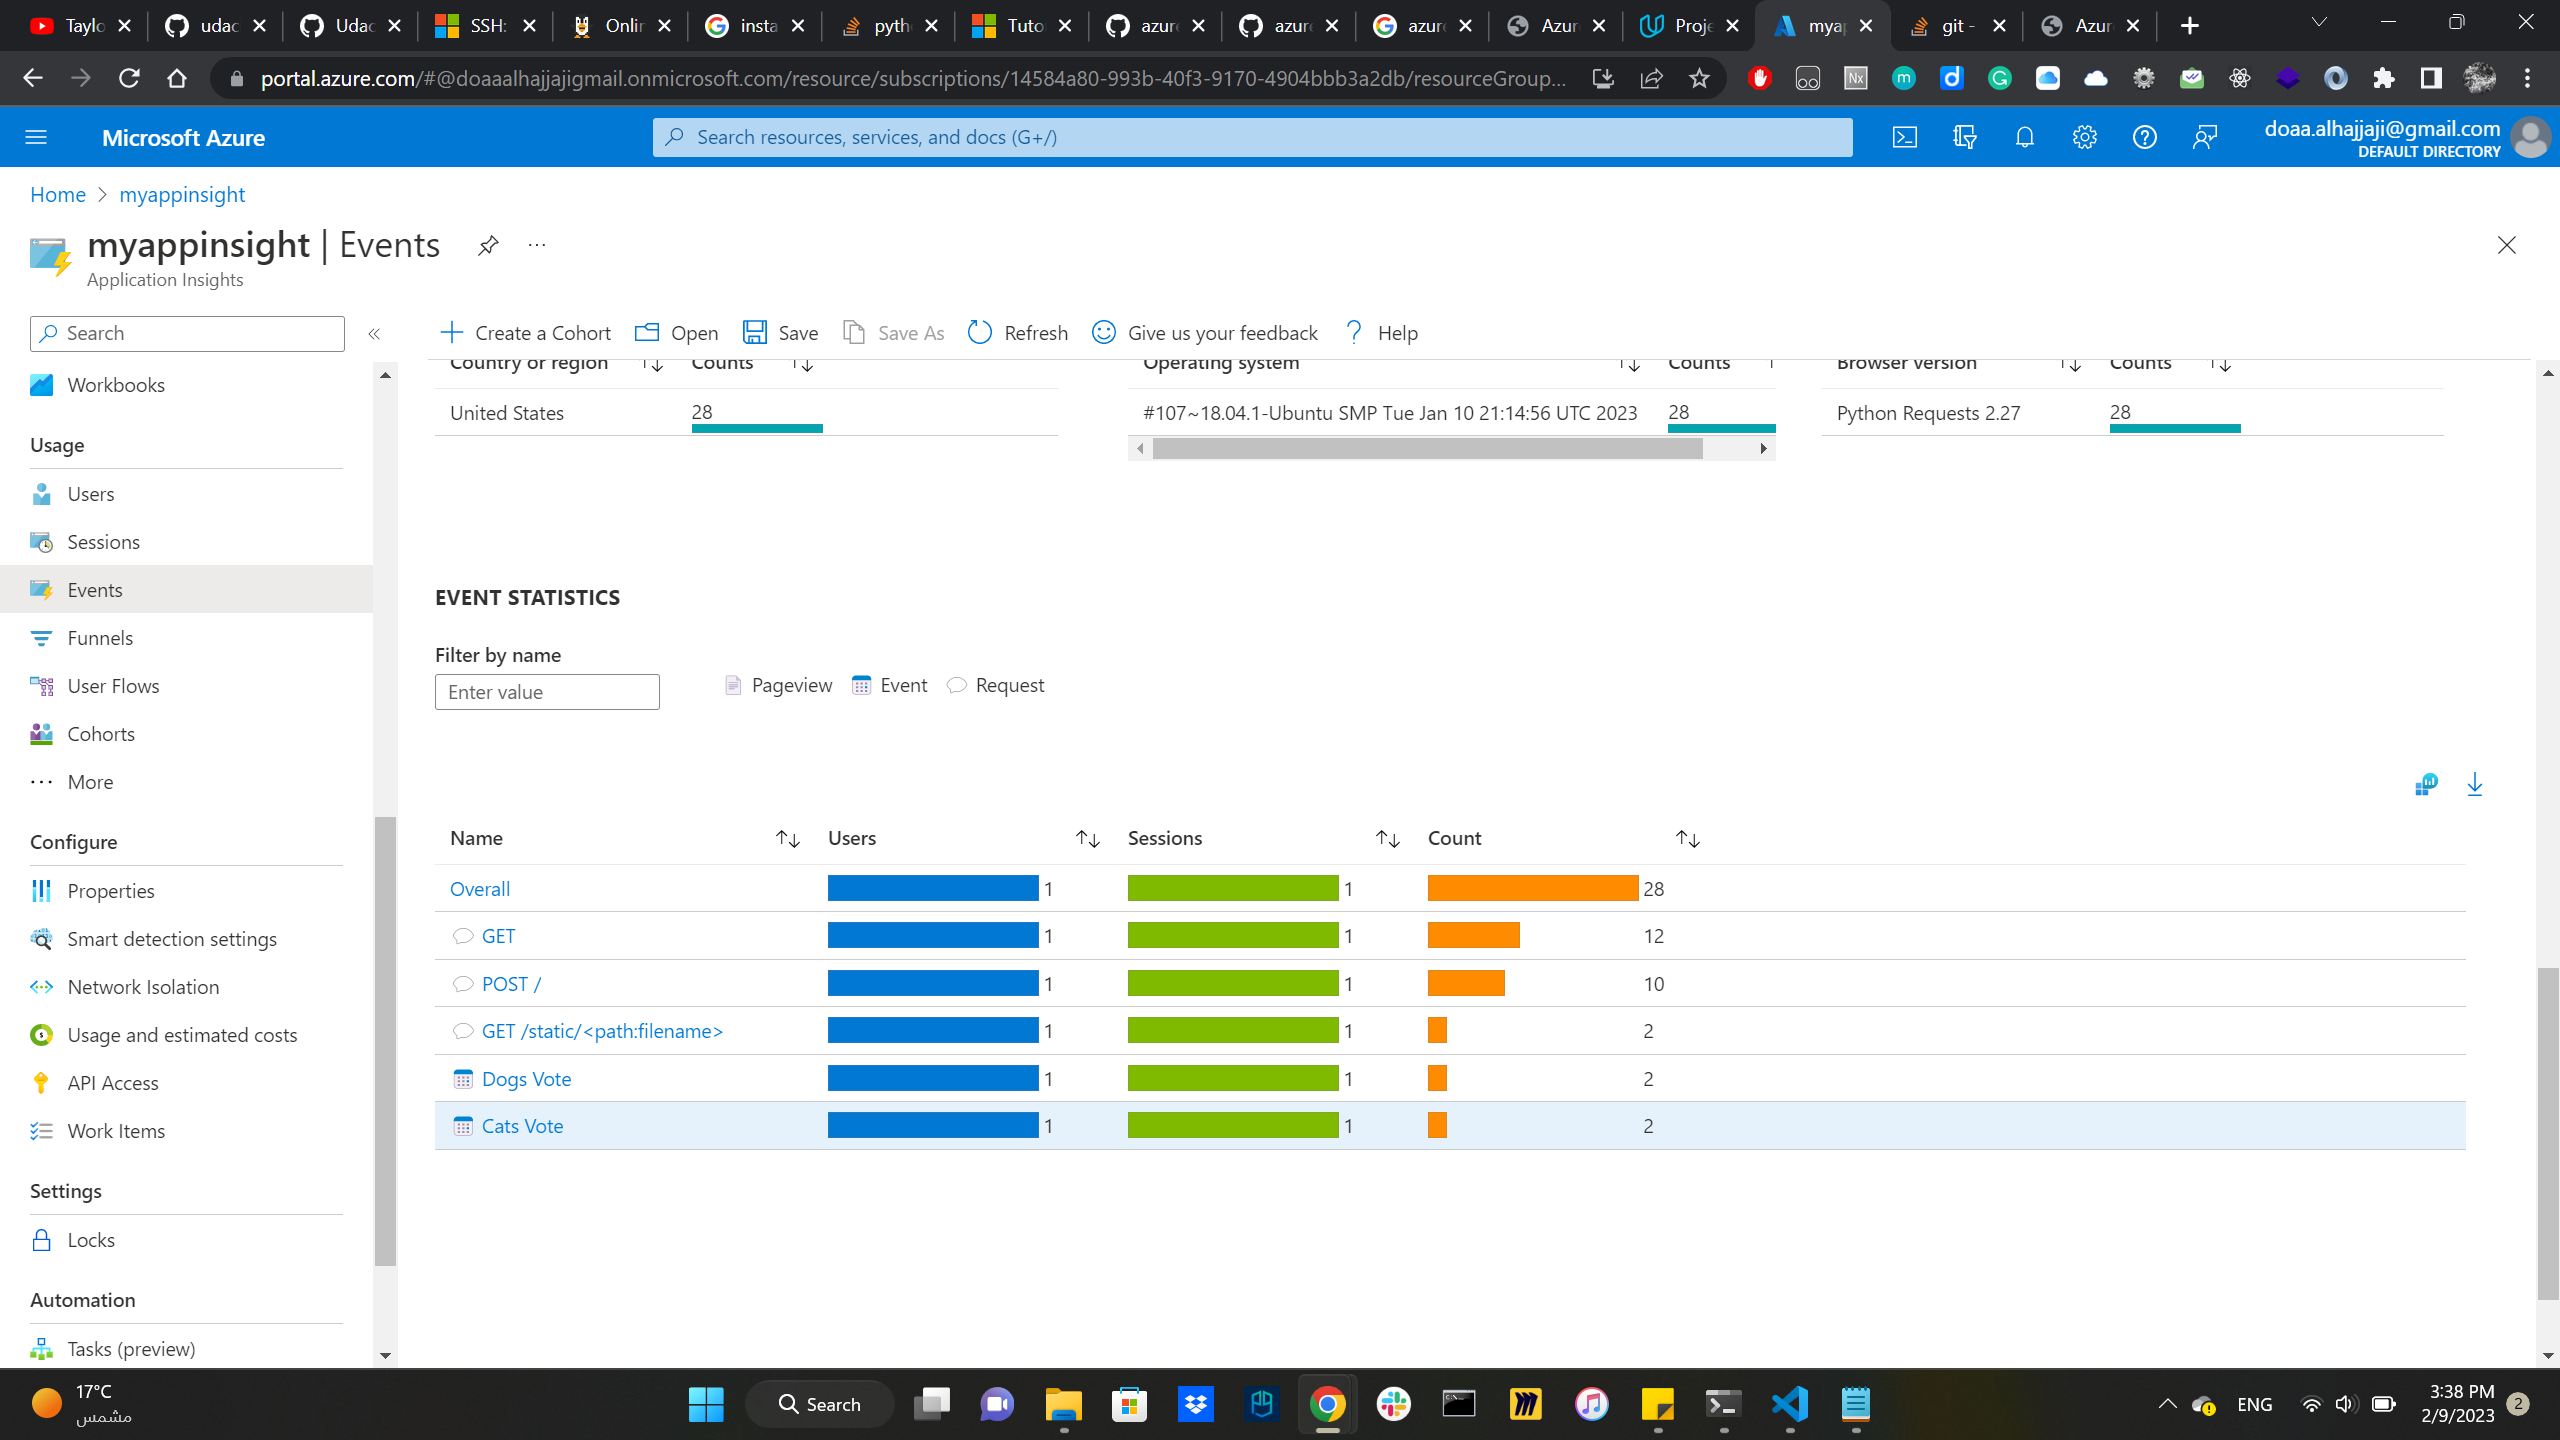 Taylo udac Udac SSH: Onlin insta pyth Tuto azure azure azure Azur Proje myap git - Azur
portal.azure.com/#@doaaalhajjajigmail.onmicrosoft.com/resource/subscriptions/14584a80-993b-40f3-9170-4904bbb3a2db/resourceGroup...
Microsoft Azure
Search resources, services, and docs (G+/)
doaa.alhajjaji@gmail.com
DEFAULT DIRECTORY
Home > myappinsight
myappinsight | Events
Application Insights
Search
Create a Cohort Open Save Save As Refresh Give us your feedback Help
Workbooks
Usage
Users
Sessions
Events
Funnels
User Flows
Cohorts
More
Configure
Properties
Smart detection settings
Network Isolation
Usage and estimated costs
API Access
Work Items
Settings
Locks
Automation
Tasks (preview)
Country or region Counts Operating system Counts Browser version Counts
United States 28 #107~18.04.1-Ubuntu SMP Tue Jan 10 21:14:56 UTC 2023 28 Python Requests 2.27 28
EVENT STATISTICS
Filter by name
Enter value
Pageview Event Request
Name Users Sessions Count
Overall 1 1 28
GET 1 1 12
POST / 1 1 10
GET /static/<path:filename> 1 1 2
Dogs Vote 1 1 2
Cats Vote 1 1 2
17°C
مشمس
Search
ENG
3:38 PM
2/9/2023
2